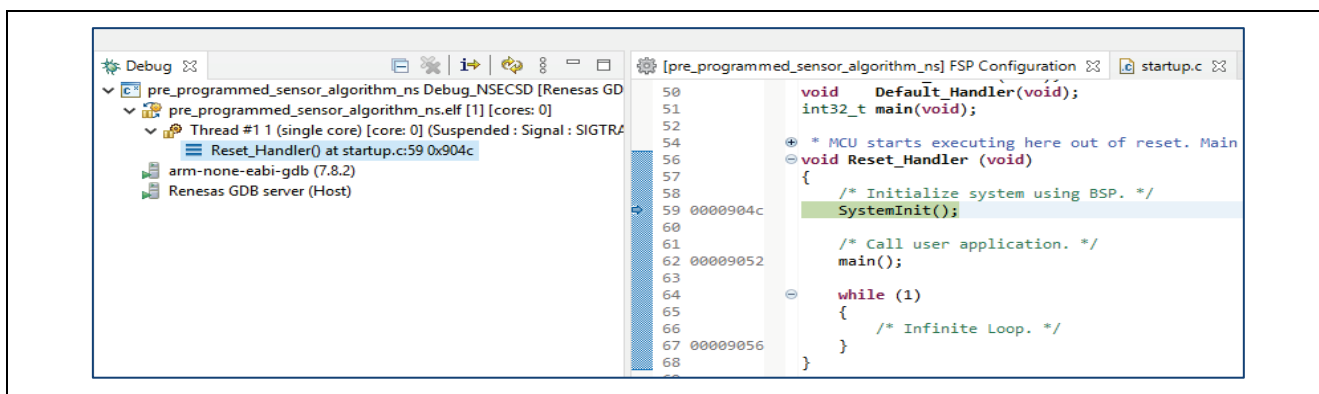 Debug
pre_programmed_sensor_algorithm_ns Debug_NSECSD [Renesas GD
pre_programmed_sensor_algorithm_ns.elf [1] [cores: 0]
Thread #1 1 (single core) [core: 0] (Suspended : Signal : SIGTRA
Reset_Handler() at startup.c:59 0x904c
arm-none-eabi-gdb (7.8.2)
Renesas GDB server (Host)
[pre_programmed_sensor_algorithm_ns] FSP Configuration
startup.c
50 void Default_Handler(void);
51 int32_t main(void);
52
54 * MCU starts executing here out of reset. Main
56 void Reset_Handler (void)
57 {
58 /* Initialize system using BSP. */
59 0000904c SystemInit();
60
61 /* Call user application. */
62 00009052 main();
63
64 while (1)
65 {
66 /* Infinite Loop. */
67 00009056 }
68 }